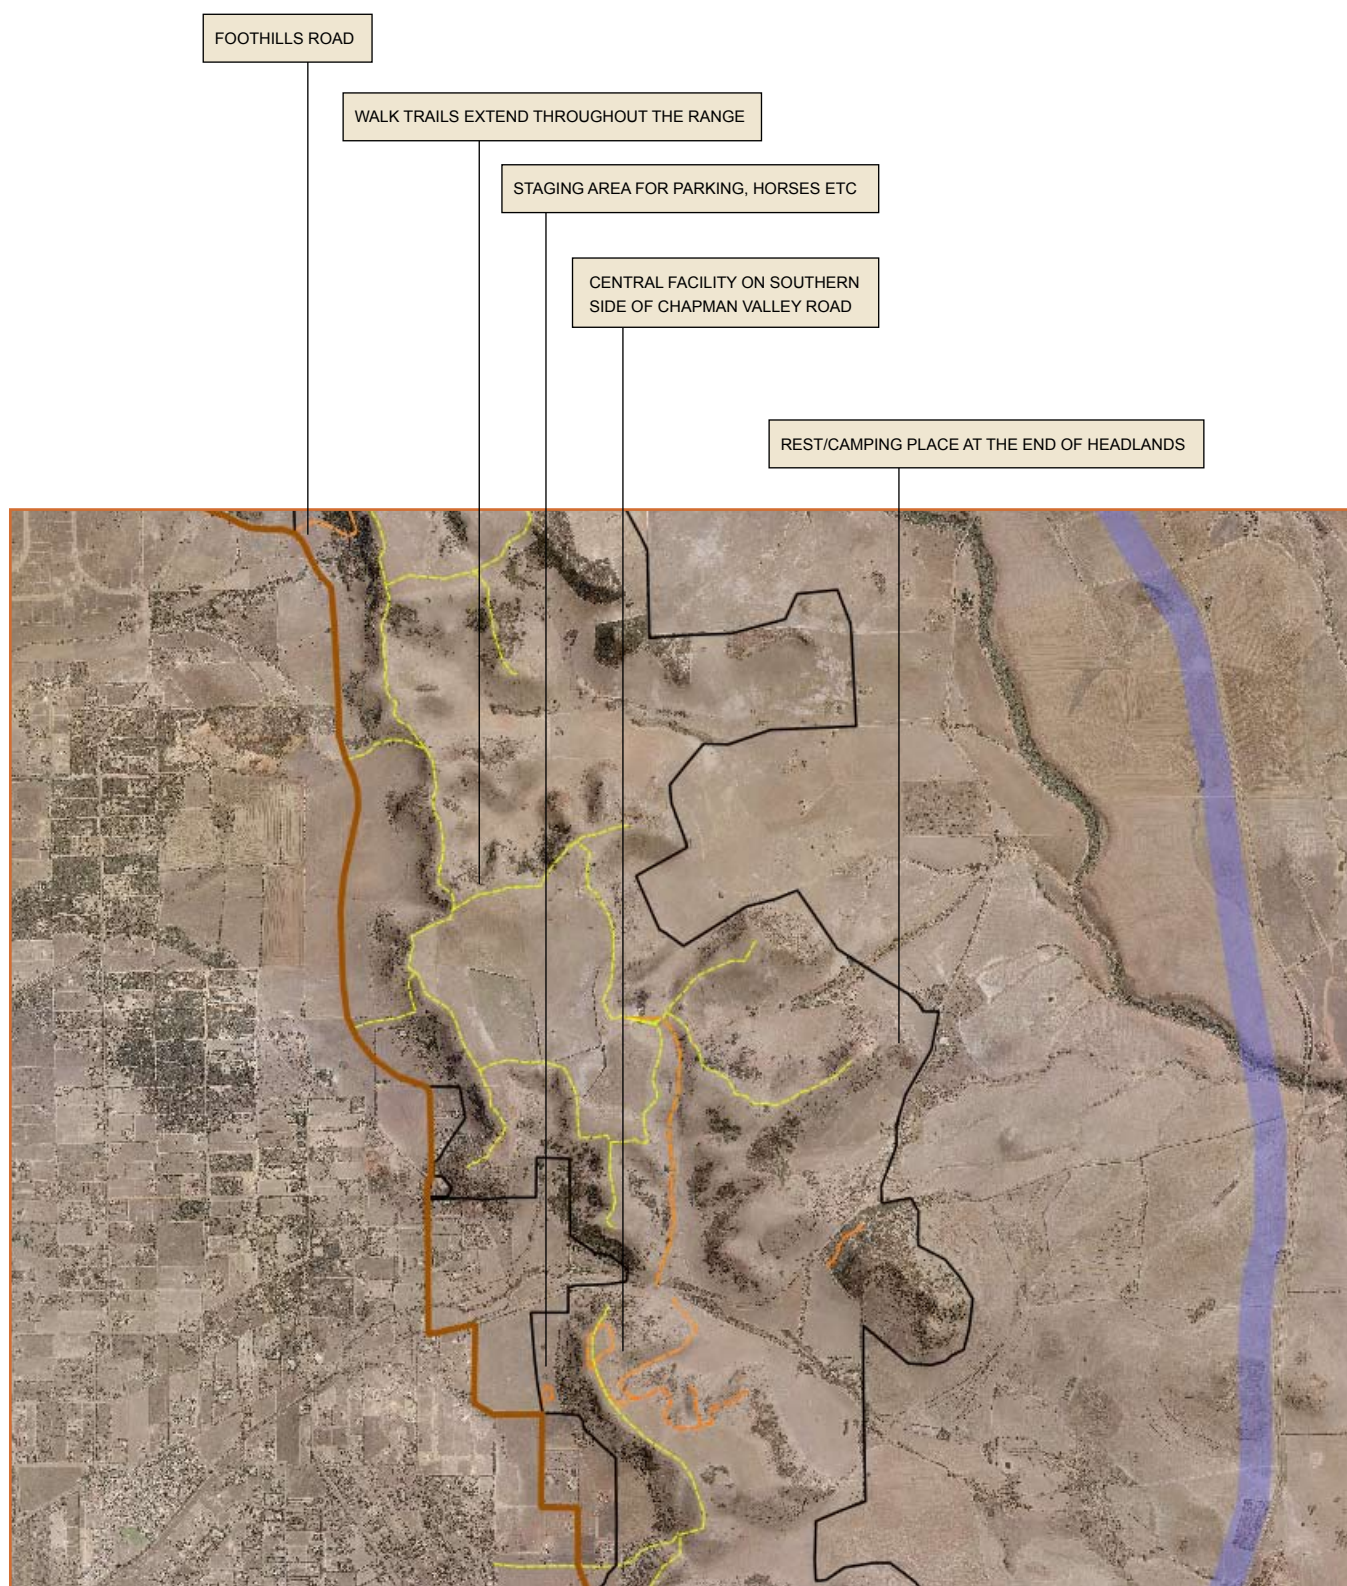 FOOTHILLS ROAD
WALK TRAILS EXTEND THROUGHOUT THE RANGE
STAGING AREA FOR PARKING, HORSES ETC
CENTRAL FACILITY ON SOUTHERN
SIDE OF CHAPMAN VALLEY ROAD
REST/CAMPING PLACE AT THE END OF HEADLANDS